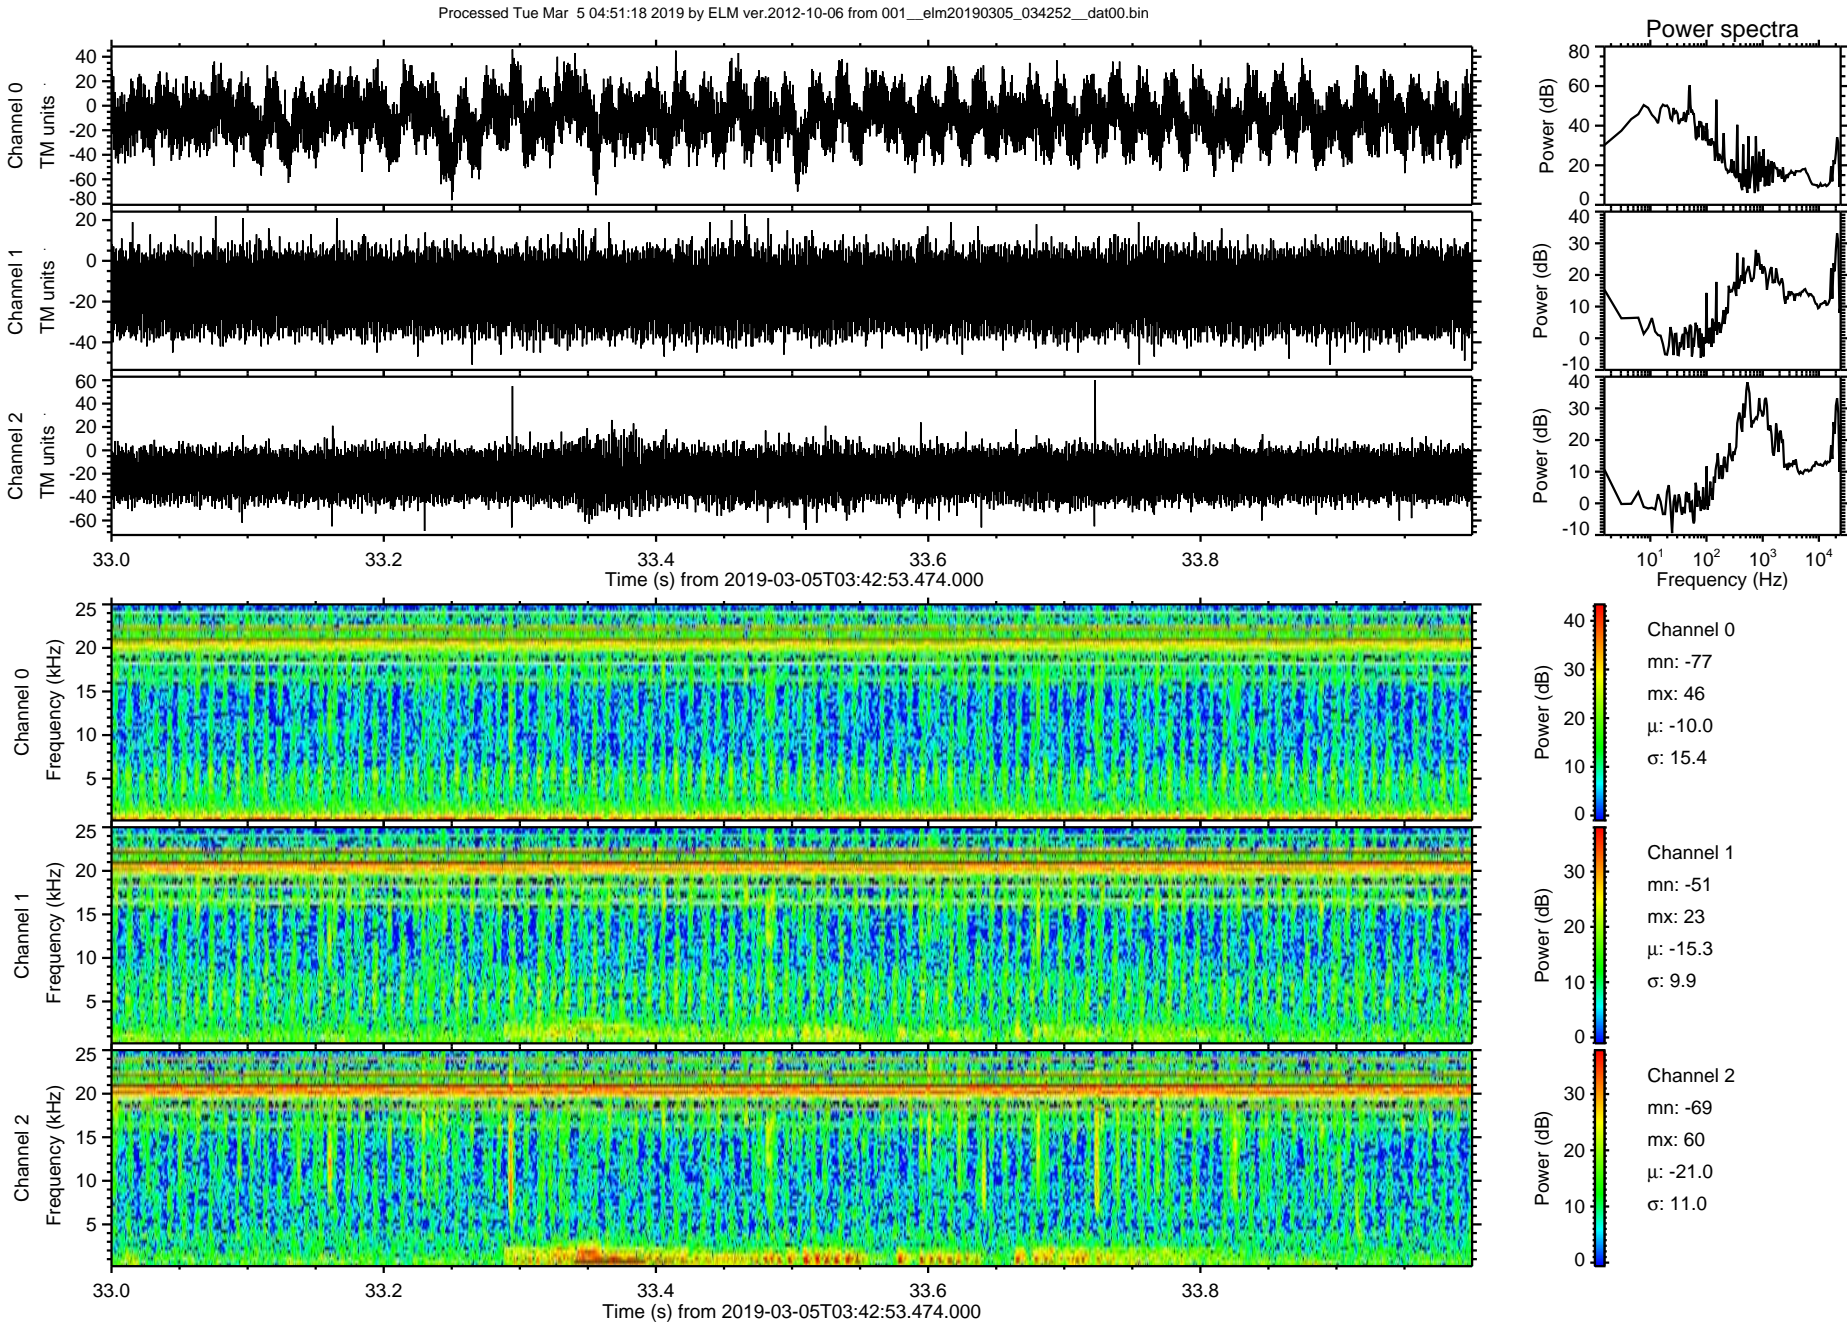 Processed Tue Mar  5 04:51:18 2019 by ELM ver.2012-10-06 from 001__elm20190305_034252__dat00.bin
Power spectra
Channel 0
TM units
40
20
0
-20
-40
-60
-80
Power (dB)
80
60
40
20
0
Channel 1
TM units
20
0
-20
-40
Power (dB)
40
30
20
10
0
-10
Channel 2
TM units
60
40
20
0
-20
-40
-60
Power (dB)
40
30
20
10
0
-10
33.0 33.2 33.4 33.6 33.8
Time (s) from 2019-03-05T03:42:53.474.000
10¹ 10² 10³ 10⁴
Frequency (Hz)
Channel 0
Frequency (kHz)
25
20
15
10
5
Power (dB)
40
30
20
10
0
Channel 0
mn: -77
mx: 46
μ: -10.0
σ: 15.4
Channel 1
Frequency (kHz)
25
20
15
10
5
Power (dB)
30
20
10
0
Channel 1
mn: -51
mx: 23
μ: -15.3
σ: 9.9
Channel 2
Frequency (kHz)
25
20
15
10
5
Power (dB)
30
20
10
0
Channel 2
mn: -69
mx: 60
μ: -21.0
σ: 11.0
33.0 33.2 33.4 33.6 33.8
Time (s) from 2019-03-05T03:42:53.474.000